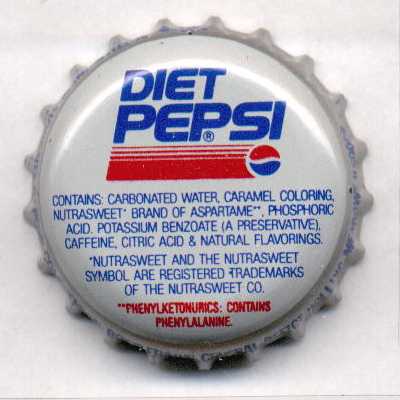 DIET
PEPSI®
CONTAINS: CARBONATED WATER, CARAMEL COLORING,
NUTRASWEET* BRAND OF ASPARTAME**, PHOSPHORIC
ACID. POTASSIUM BENZOATE (A PRESERVATIVE),
CAFFEINE, CITRIC ACID & NATURAL FLAVORINGS.
*NUTRASWEET AND THE NUTRASWEET
SYMBOL ARE REGISTERED TRADEMARKS
OF THE NUTRASWEET CO.
**PHENYLKETONURICS: CONTAINS
PHENYLALANINE.